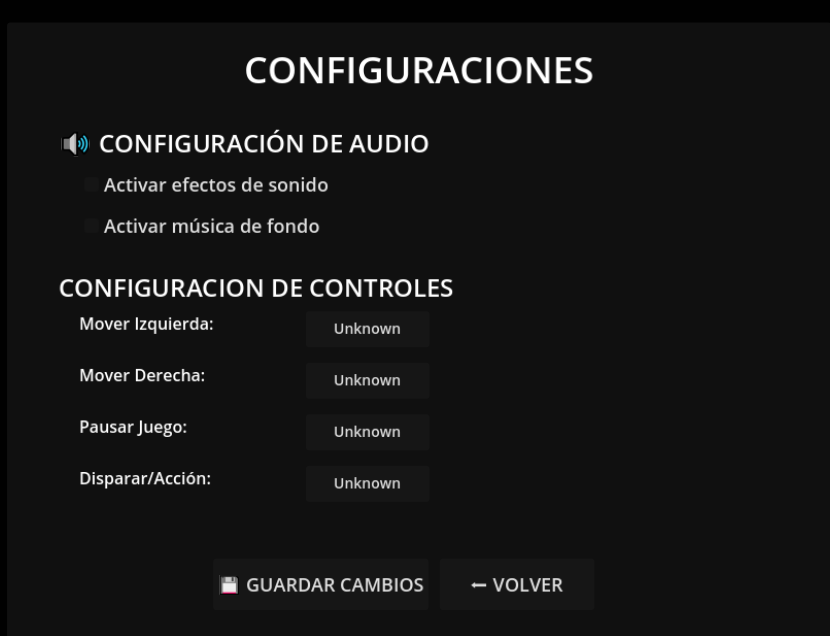 CONFIGURACIONES
🔊 CONFIGURACIÓN DE AUDIO
Activar efectos de sonido
Activar música de fondo
CONFIGURACION DE CONTROLES
Mover Izquierda: Unknown
Mover Derecha: Unknown
Pausar Juego: Unknown
Disparar/Acción: Unknown
💾 GUARDAR CAMBIOS ← VOLVER